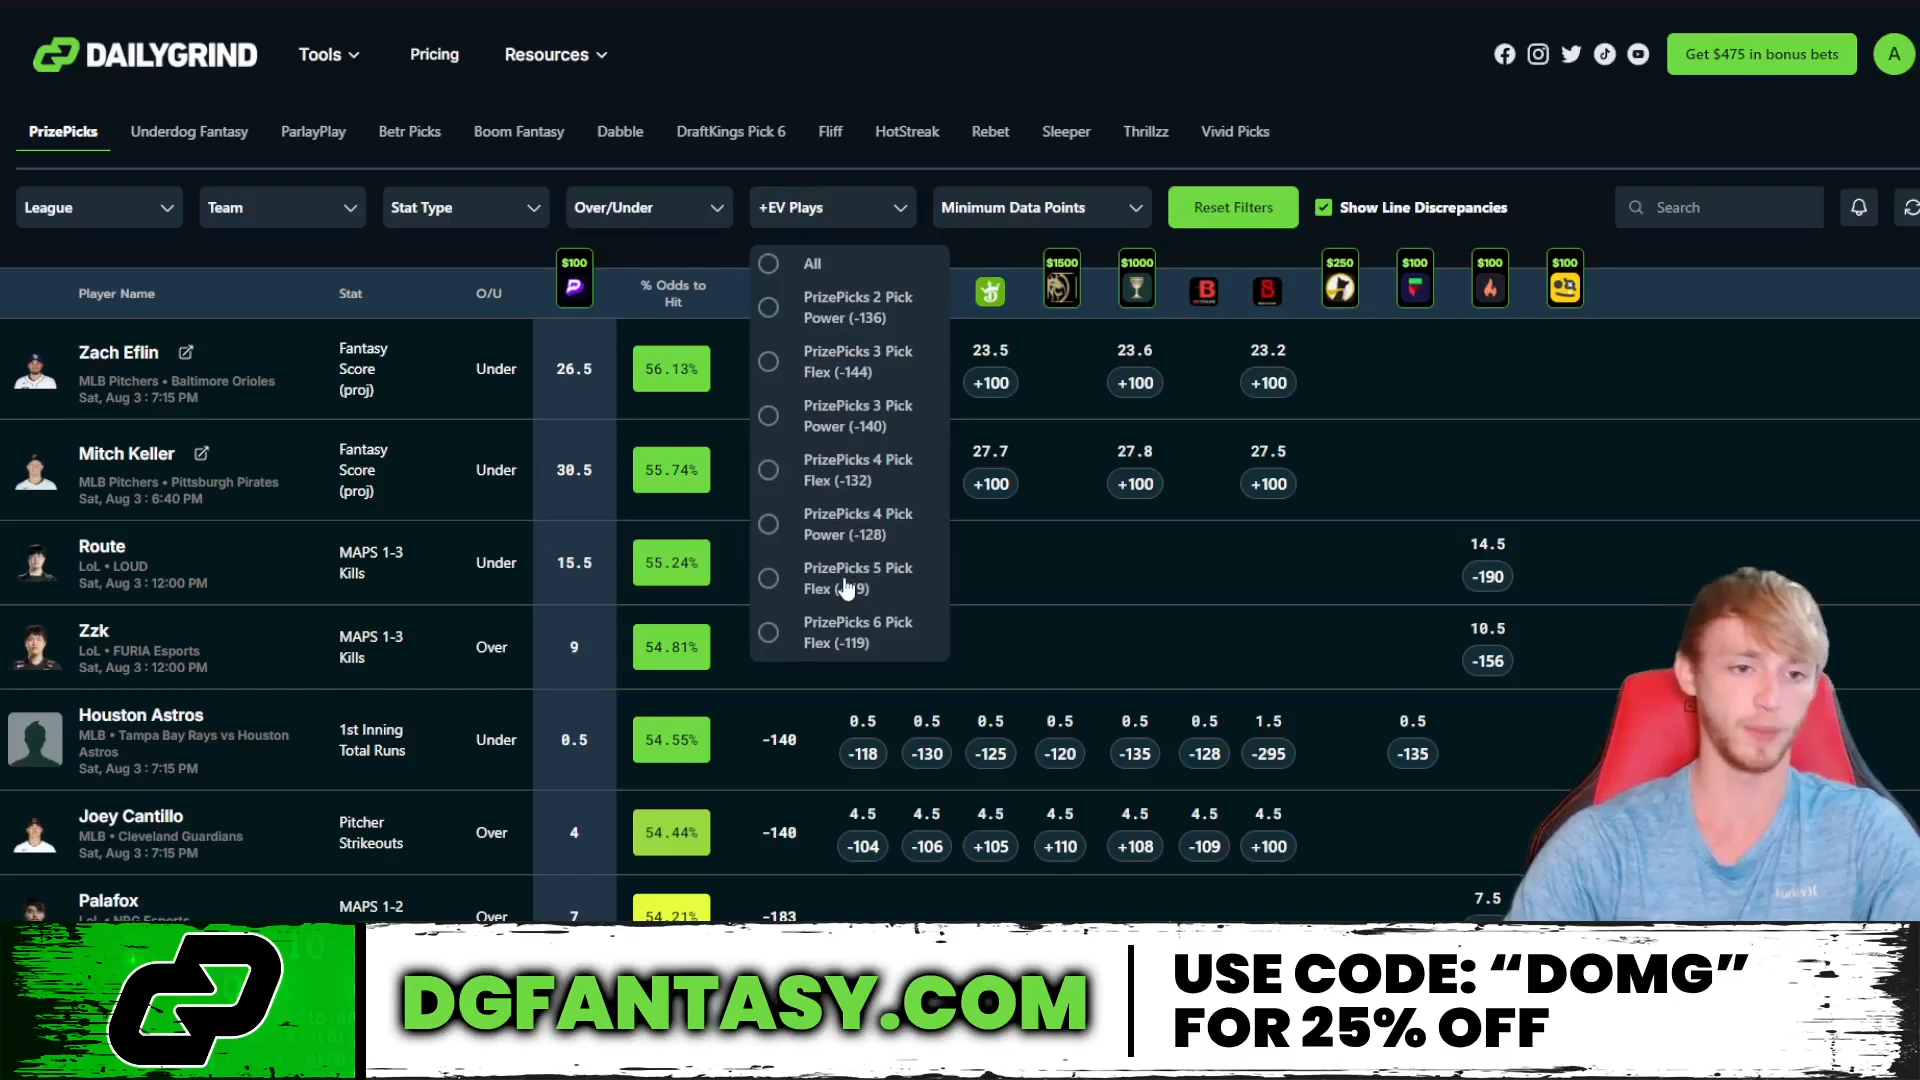 DAILYGRIND
Tools
Pricing
Resources
Get $475 in bonus bets
A
PrizePicks
Underdog Fantasy
ParlayPlay
Betr Picks
Boom Fantasy
Dabble
DraftKings Pick 6
Fliff
HotStreak
Rebet
Sleeper
Thrillzz
Vivid Picks
League
Team
Stat Type
Over/Under
+EV Plays
Minimum Data Points
Reset Filters
Show Line Discrepancies
Search
Player Name
Stat
O/U
$100
% Odds to
Hit
$1500
$1000
$250
$100
$100
$100
All
PrizePicks 2 Pick
Power (-136)
PrizePicks 3 Pick
Flex (-144)
PrizePicks 3 Pick
Power (-140)
PrizePicks 4 Pick
Flex (-132)
PrizePicks 4 Pick
Power (-128)
PrizePicks 5 Pick
Flex
PrizePicks 6 Pick
Flex (-119)
Zach Eflin
MLB Pitchers • Baltimore Orioles
Sat, Aug 3 : 7:15 PM
Fantasy
Score
(proj)
Under
26.5
56.13%
23.5
+100
23.6
+100
23.2
+100
Mitch Keller
MLB Pitchers • Pittsburgh Pirates
Sat, Aug 3 : 6:40 PM
Fantasy
Score
(proj)
Under
30.5
55.74%
27.7
+100
27.8
+100
27.5
+100
Route
LoL • LOUD
Sat, Aug 3 : 12:00 PM
MAPS 1-3
Kills
Under
15.5
55.24%
14.5
-190
Zzk
LoL • FURIA Esports
Sat, Aug 3 : 12:00 PM
MAPS 1-3
Kills
Over
9
54.81%
10.5
-156
Houston Astros
MLB • Tampa Bay Rays vs Houston
Astros
Sat, Aug 3 : 7:15 PM
1st Inning
Total Runs
Under
0.5
54.55%
-140
0.5
-118
0.5
-130
0.5
-125
0.5
-120
0.5
-135
0.5
-128
1.5
-295
0.5
-135
Joey Cantillo
MLB • Cleveland Guardians
Sat, Aug 3 : 7:15 PM
Pitcher
Strikeouts
Over
4
54.44%
-140
4.5
-104
4.5
-106
4.5
+105
4.5
+110
4.5
+108
4.5
-109
4.5
+100
Palafox
LoL • NRG Esports
MAPS 1-2
Over
7
54.21%
-183
7.5
DGFANTASY.COM
USE CODE: “DOMG”
FOR 25% OFF